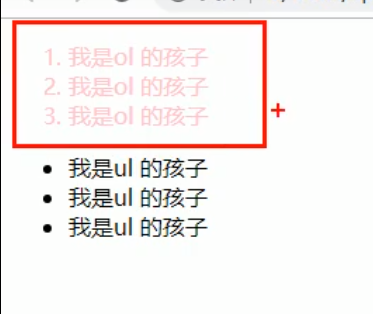 1. 我是ol 的孩子
2. 我是ol 的孩子
3. 我是ol 的孩子
• 我是ul 的孩子
• 我是ul 的孩子
• 我是ul 的孩子